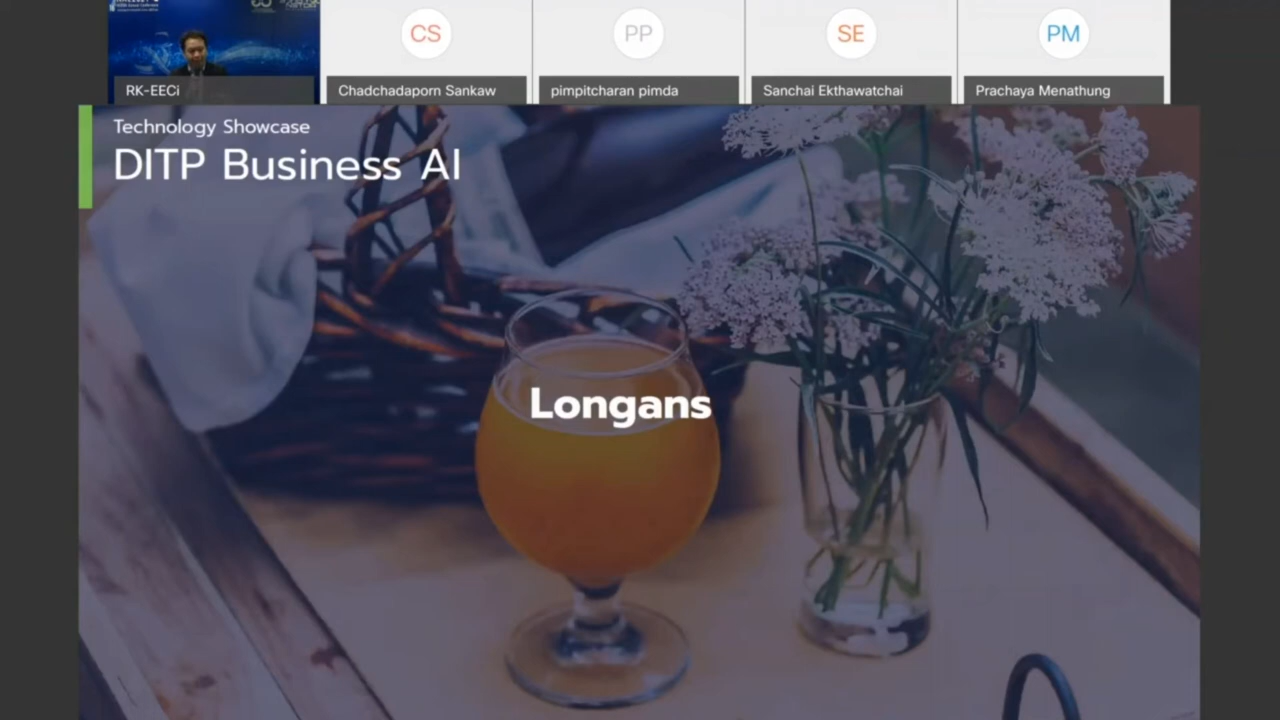 RK-EECi
CS
Chadchadaporn Sankaw
PP
pimpitcharan pimda
SE
Sanchai Ekthawatchai
PM
Prachaya Menathung
Technology Showcase
DITP Business AI
Longans